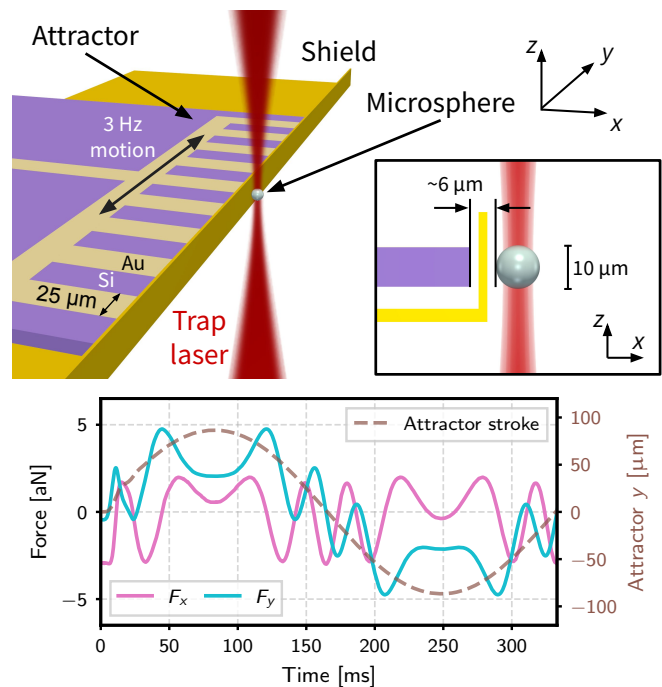 Attractor
Shield
z
y
x
3 Hz
motion
Microsphere
~6 μm
Au
Si
25 μm
10 μm
Trap
laser
z
x
Force [aN]
5
0
−5
Attractor stroke
F_x
F_y
100
50
0
−50
−100
Attractor y [μm]
0
50
100
150
200
250
300
Time [ms]